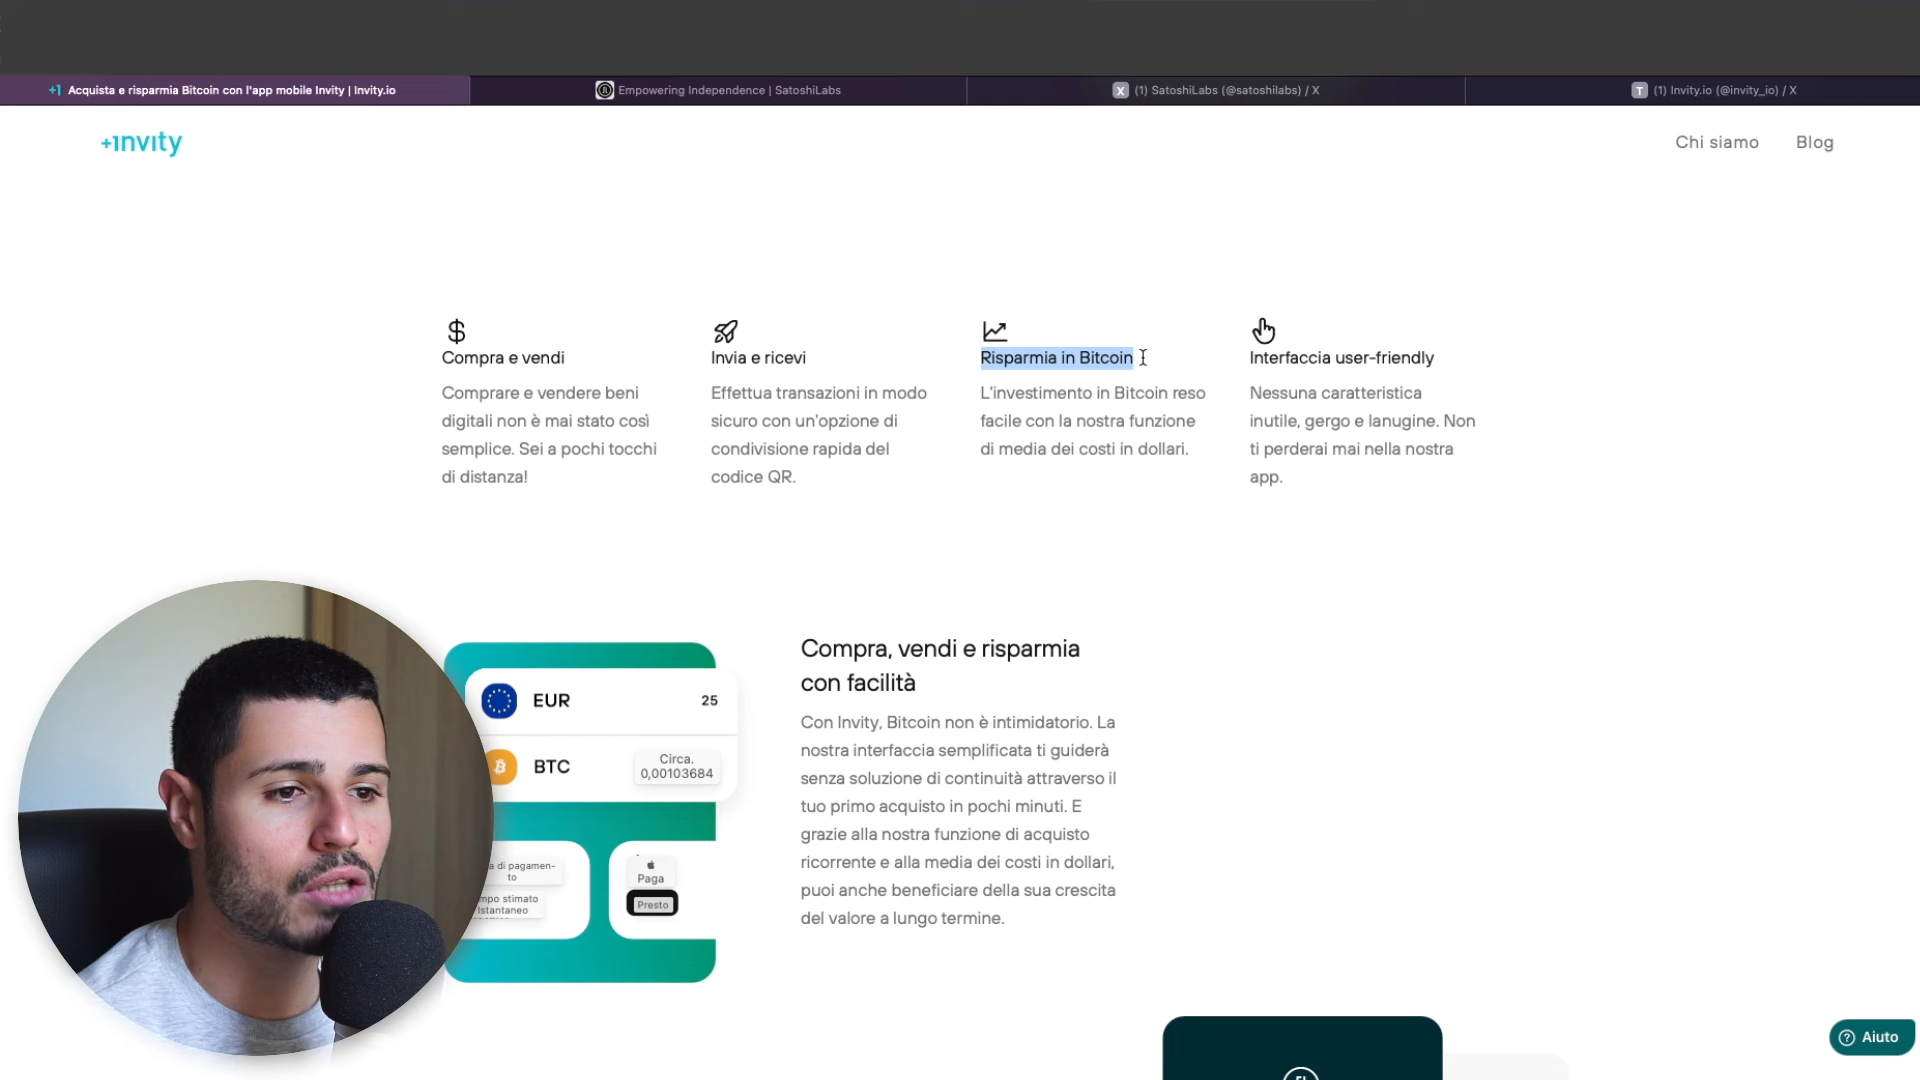 +1 Acquista e risparmia Bitcoin con l'app mobile Invity | Invity.io
Empowering Independence | SatoshiLabs
X (1) SatoshiLabs (@satoshilabs) / X
T (1) Invity.io (@invity_io) / X
+invity
Chi siamo
Blog
Compra e vendi
Comprare e vendere beni
digitali non è mai stato così
semplice. Sei a pochi tocchi
di distanza!
Invia e ricevi
Effettua transazioni in modo
sicuro con un'opzione di
condivisione rapida del
codice QR.
Risparmia in Bitcoin
L'investimento in Bitcoin reso
facile con la nostra funzione
di media dei costi in dollari.
Interfaccia user-friendly
Nessuna caratteristica
inutile, gergo e lanugine. Non
ti perderai mai nella nostra
app.
EUR 25
BTC
Circa.
0,00103684
a di pagamen-
to
mpo stimato
Istantaneo
Paga
Presto
Compra, vendi e risparmia
con facilità
Con Invity, Bitcoin non è intimidatorio. La
nostra interfaccia semplificata ti guiderà
senza soluzione di continuità attraverso il
tuo primo acquisto in pochi minuti. E
grazie alla nostra funzione di acquisto
ricorrente e alla media dei costi in dollari,
puoi anche beneficiare della sua crescita
del valore a lungo termine.
Aiuto